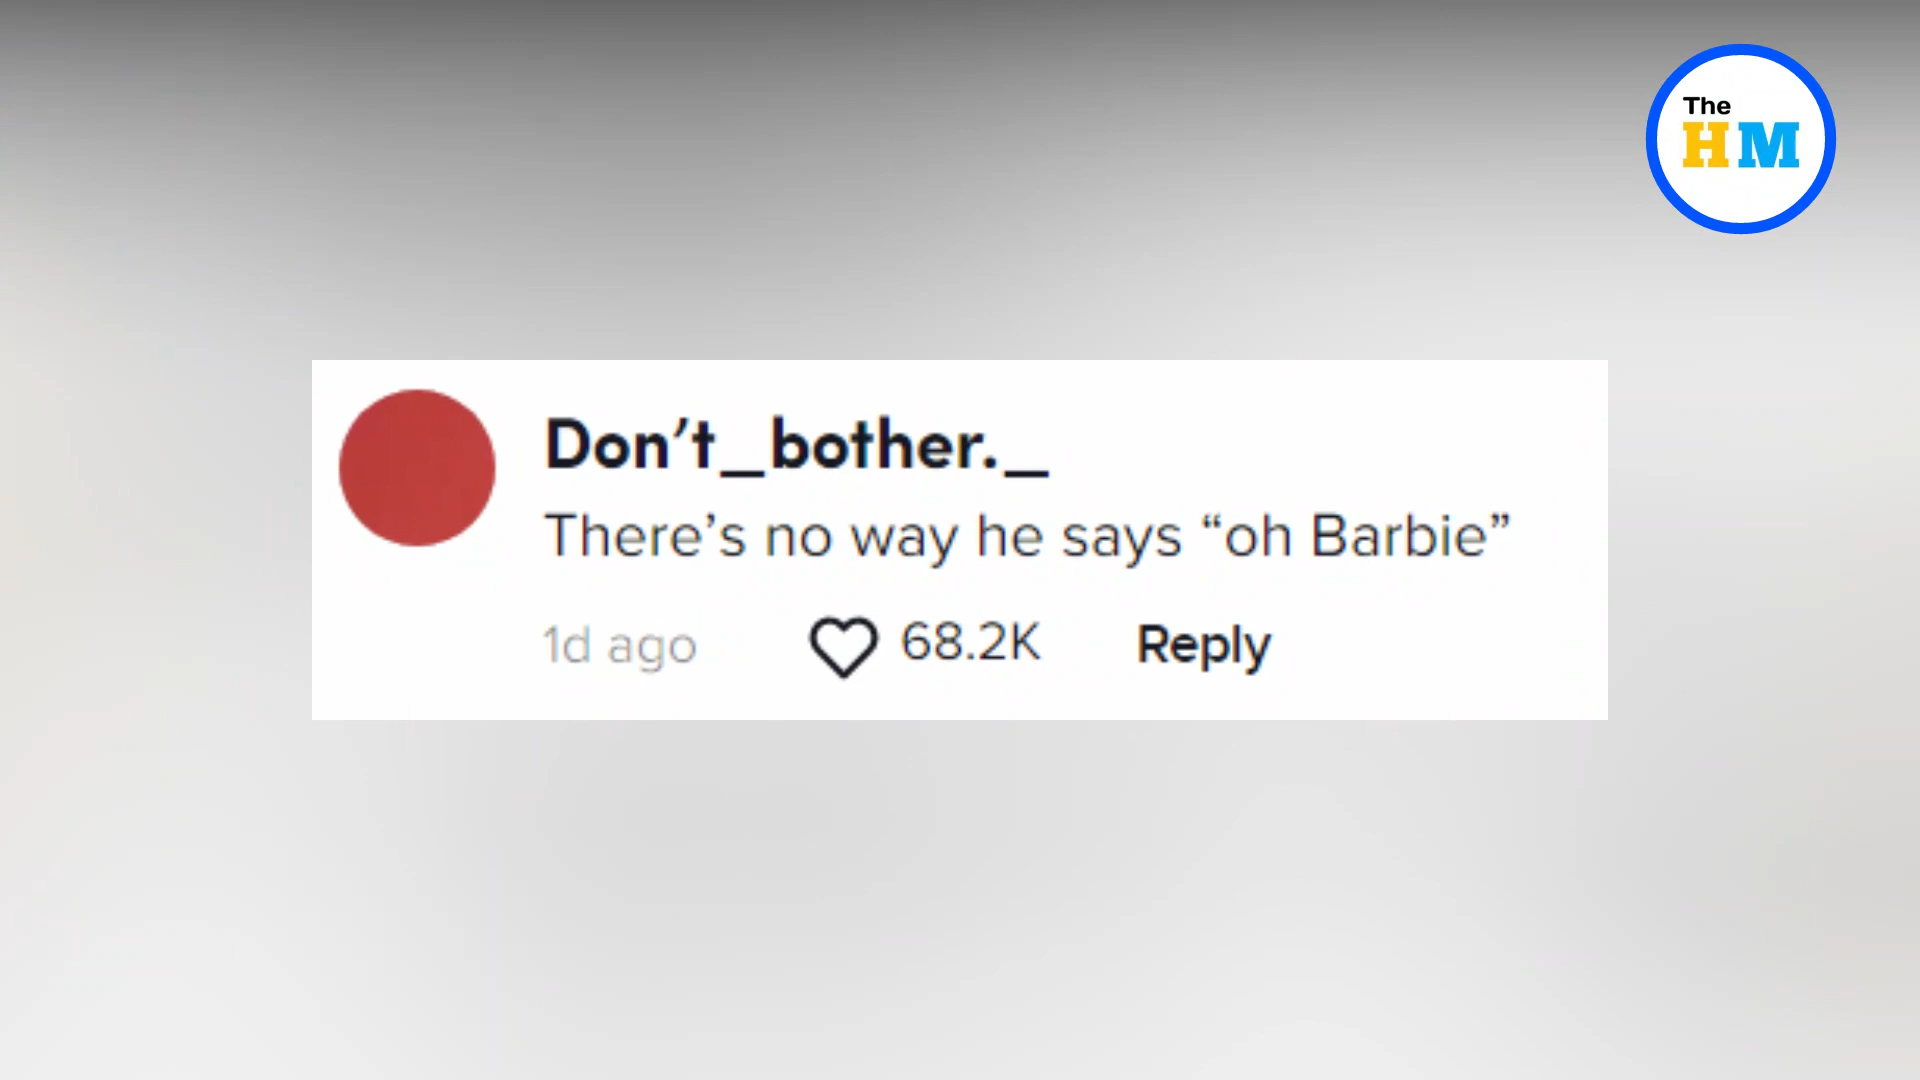 The
HM
Don’t_bother._
There’s no way he says “oh Barbie”
1d ago 68.2K Reply